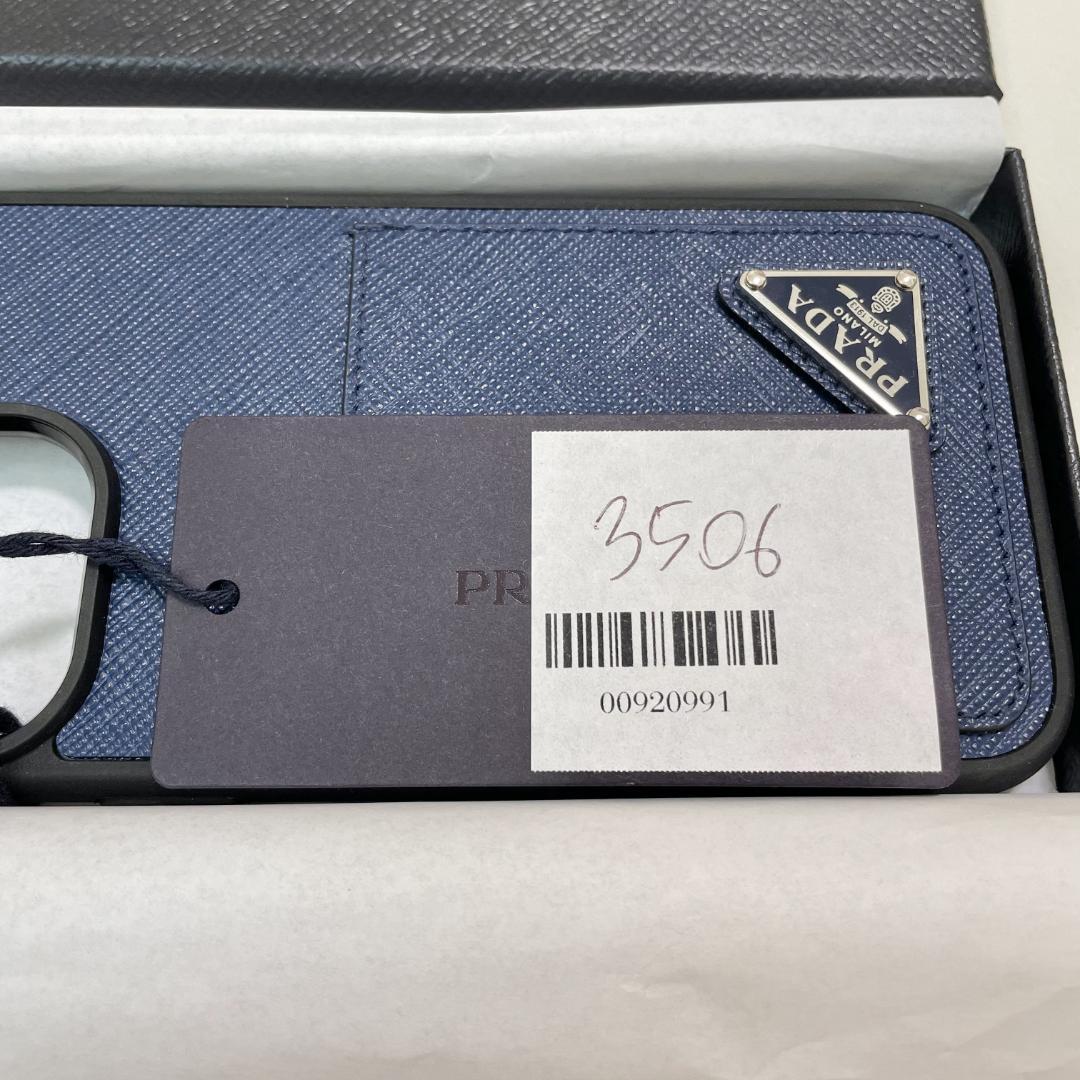 PRADA
MILANO
DAL 1913
PR
3506
00920991